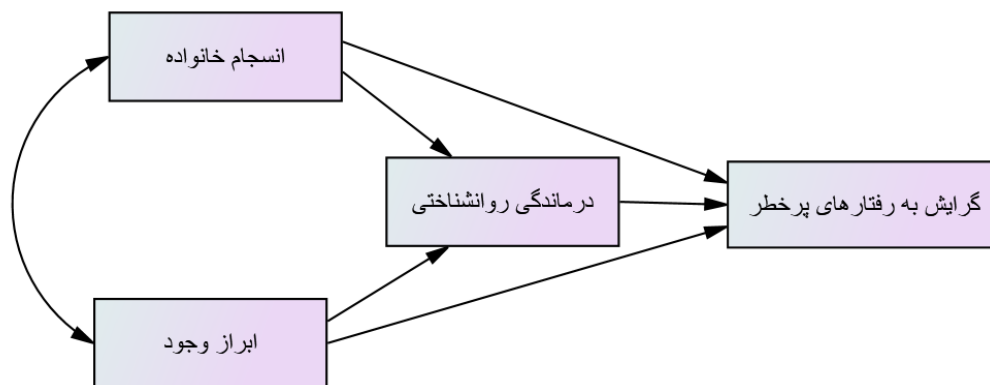 انسجام خانواده
درماندگی روانشناختی
گرایش به رفتارهای پرخطر
ابراز وجود